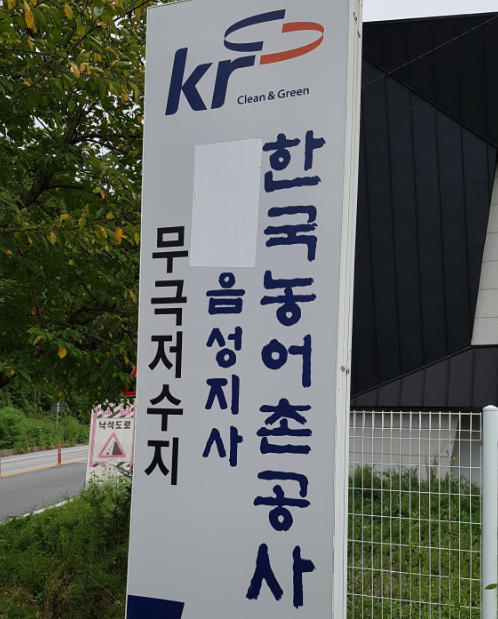 kr
Clean & Green
한국농어촌공사
음성지사
무극저수지
낙석도로